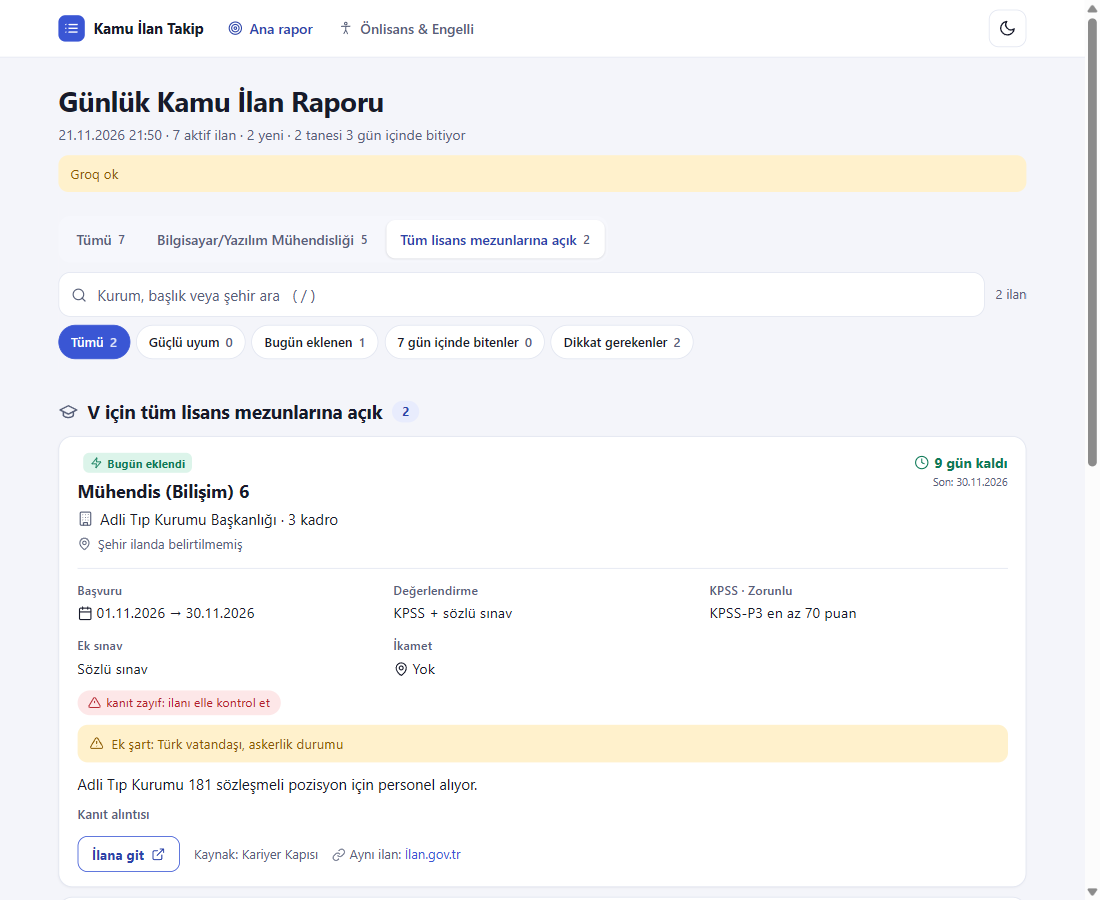 Kamu İlan Takip
Ana rapor
Önlisans & Engelli
Günlük Kamu İlan Raporu
21.11.2026 21:50 · 7 aktif ilan · 2 yeni · 2 tanesi 3 gün içinde bitiyor
Groq ok
Tümü 7
Bilgisayar/Yazılım Mühendisliği 5
Tüm lisans mezunlarına açık 2
Kurum, başlık veya şehir ara ( / )
2 ilan
Tümü 2
Güçlü uyum 0
Bugün eklenen 1
7 gün içinde bitenler 0
Dikkat gerekenler 2
V için tüm lisans mezunlarına açık 2
Bugün eklendi
9 gün kaldı
Son: 30.11.2026
Mühendis (Bilişim) 6
Adli Tıp Kurumu Başkanlığı · 3 kadro
Şehir ilanda belirtilmemiş
Başvuru
01.11.2026 → 30.11.2026
Değerlendirme
KPSS + sözlü sınav
KPSS · Zorunlu
KPSS-P3 en az 70 puan
Ek sınav
Sözlü sınav
İkamet
Yok
kanıt zayıf: ilanı elle kontrol et
Ek şart: Türk vatandaşı, askerlik durumu
Adli Tıp Kurumu 181 sözleşmeli pozisyon için personel alıyor.
Kanıt alıntısı
İlana git
Kaynak: Kariyer Kapısı
Aynı ilan: İlan.gov.tr